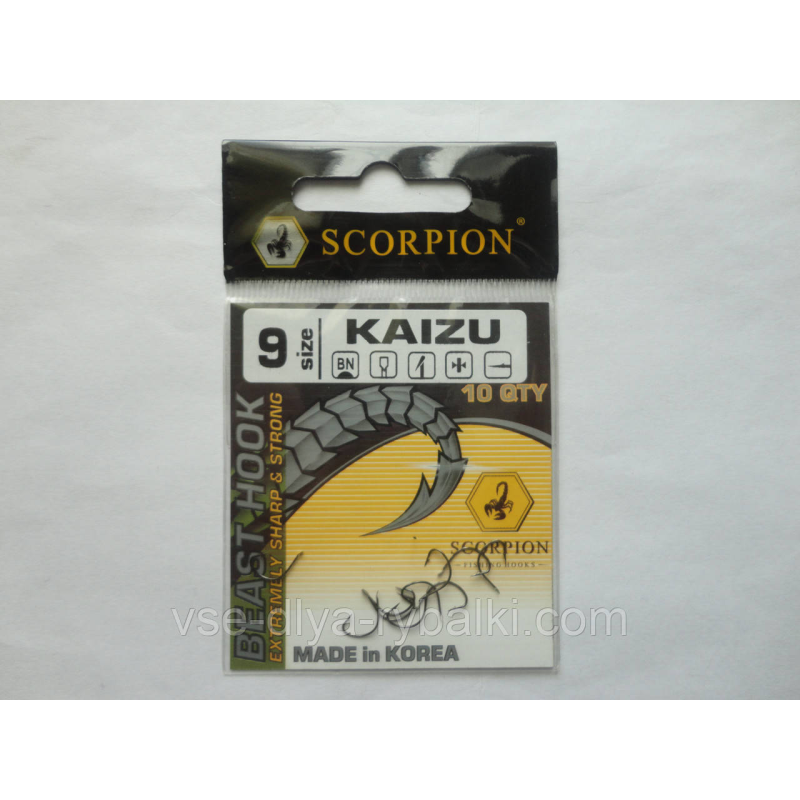 SCORPION®
9 size
KAIZU
BN
10 QTY
BEAST HOOK
EXTREMELY SHARP & STRONG
SCORPION
FISHING HOOKS
vse-dlya-rybalki.com
MADE in KOREA